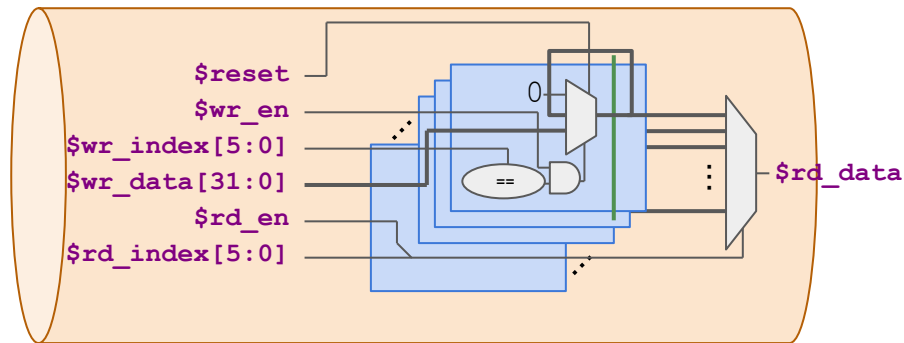 $reset
0
$wr_en
$wr_index[5:0]
$wr_data[31:0]
==
$rd_data
$rd_en
$rd_index[5:0]